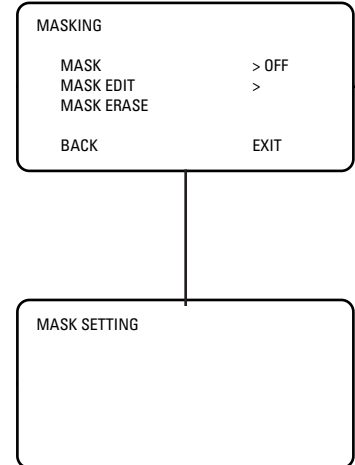 MASKING
MASK > OFF
MASK EDIT >
MASK ERASE
BACK EXIT
MASK SETTING